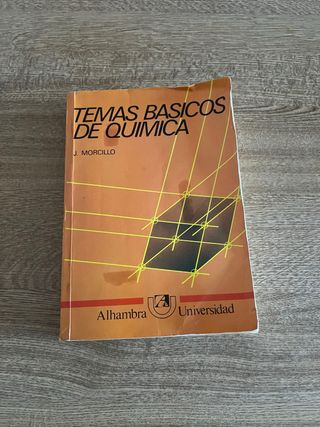 TEMAS BASICOS
DE QUIMICA
J. MORCILLO
Alhambra Universidad